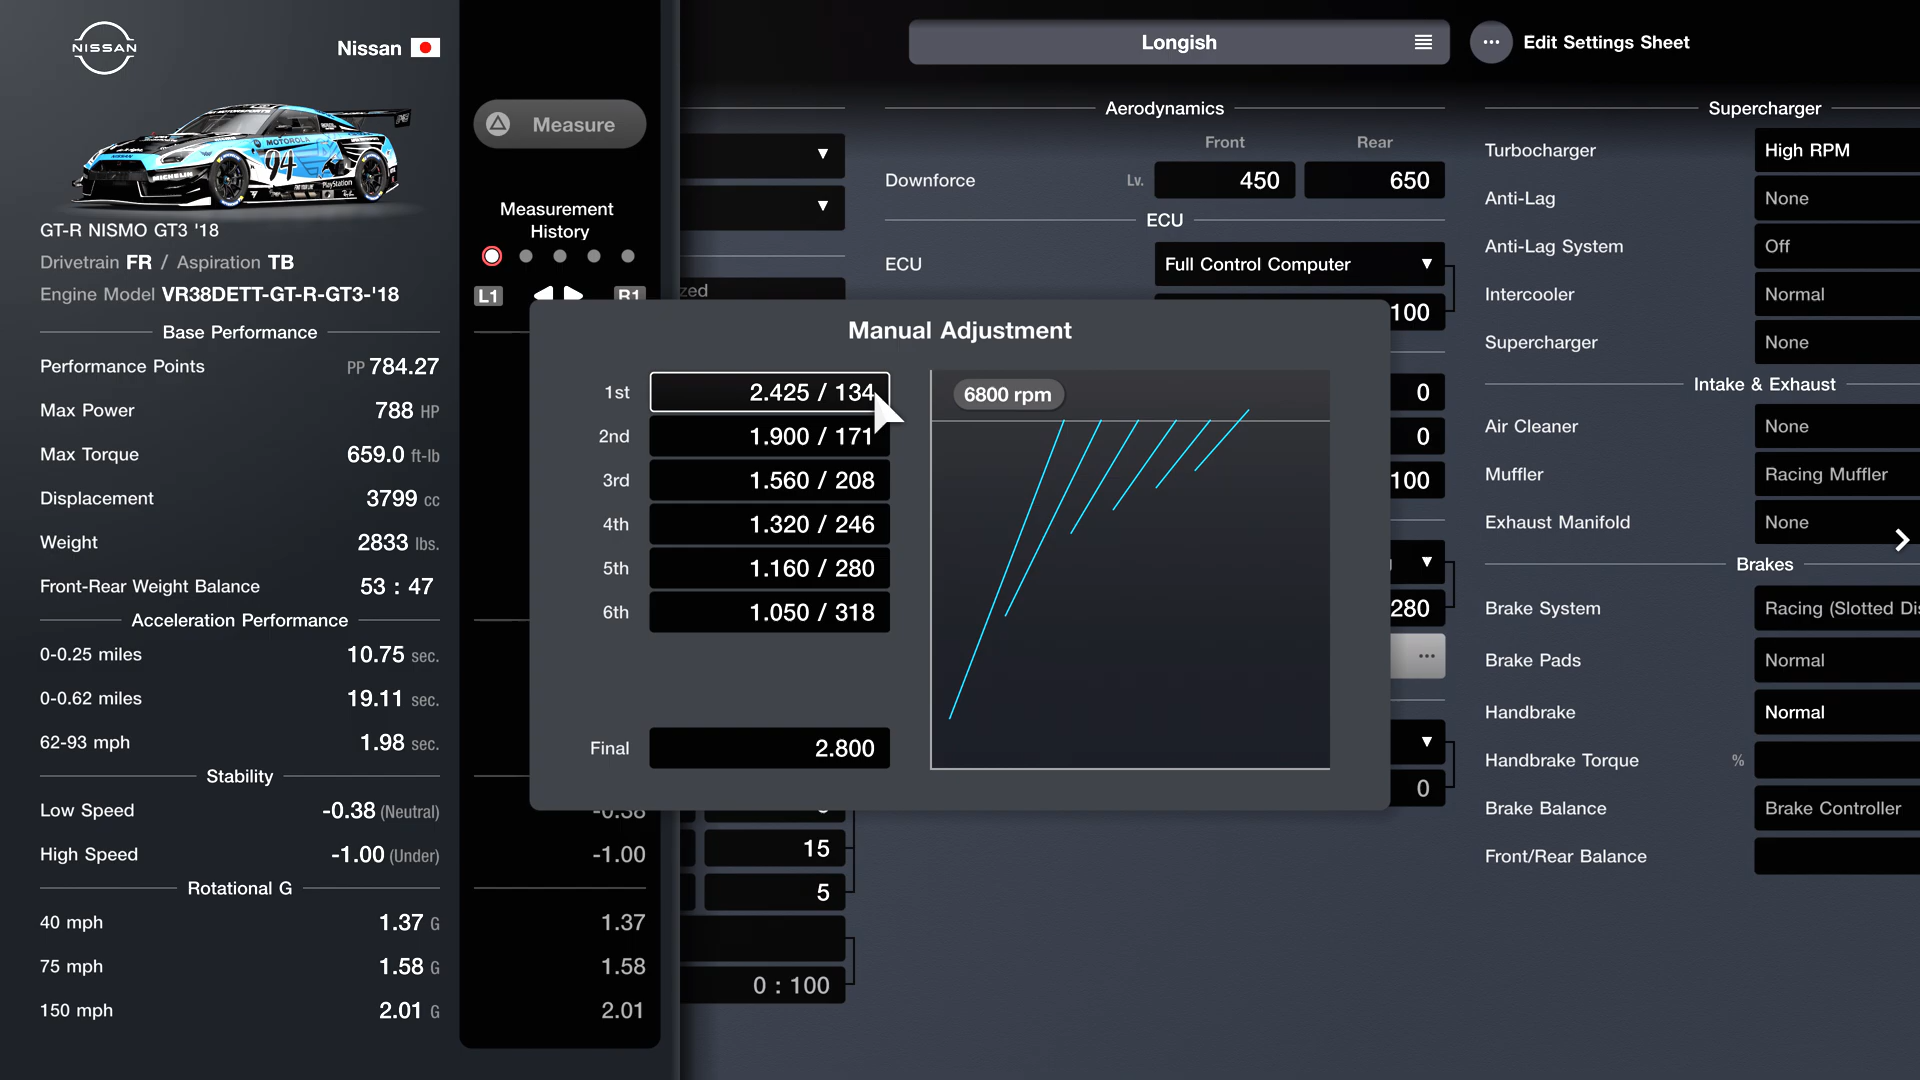 NISSAN
Nissan
GT-R NISMO GT3 '18
Drivetrain FR / Aspiration TB
Engine Model VR38DETT-GT-R-GT3-'18
Base Performance
Performance Points PP 784.27
Max Power 788 HP
Max Torque 659.0 ft-lb
Displacement 3799 cc
Weight 2833 lbs.
Front-Rear Weight Balance 53 : 47
Acceleration Performance
0-0.25 miles 10.75 sec.
0-0.62 miles 19.11 sec.
62-93 mph 1.98 sec.
Stability
Low Speed -0.38 (Neutral)
High Speed -1.00 (Under)
Rotational G
40 mph 1.37 G
75 mph 1.58 G
150 mph 2.01 G
MOTOROLA
94
MICHELIN
PlayStation
Measure
Measurement
History
L1 R1
-0.38
-1.00
1.37
1.58
2.01
zed
15
5
0 : 100
Longish
Edit Settings Sheet
Aerodynamics
Front Rear
Downforce Lv. 450 650
ECU
ECU Full Control Computer
100
0
0
100
280
0
Manual Adjustment
1st 2.425 / 134
2nd 1.900 / 171
3rd 1.560 / 208
4th 1.320 / 246
5th 1.160 / 280
6th 1.050 / 318
Final 2.800
6800 rpm
Supercharger
Turbocharger High RPM
Anti-Lag None
Anti-Lag System Off
Intercooler Normal
Supercharger None
Intake & Exhaust
Air Cleaner None
Muffler Racing Muffler
Exhaust Manifold None
Brakes
Brake System Racing (Slotted Dis
Brake Pads Normal
Handbrake Normal
Handbrake Torque %
Brake Balance Brake Controller
Front/Rear Balance